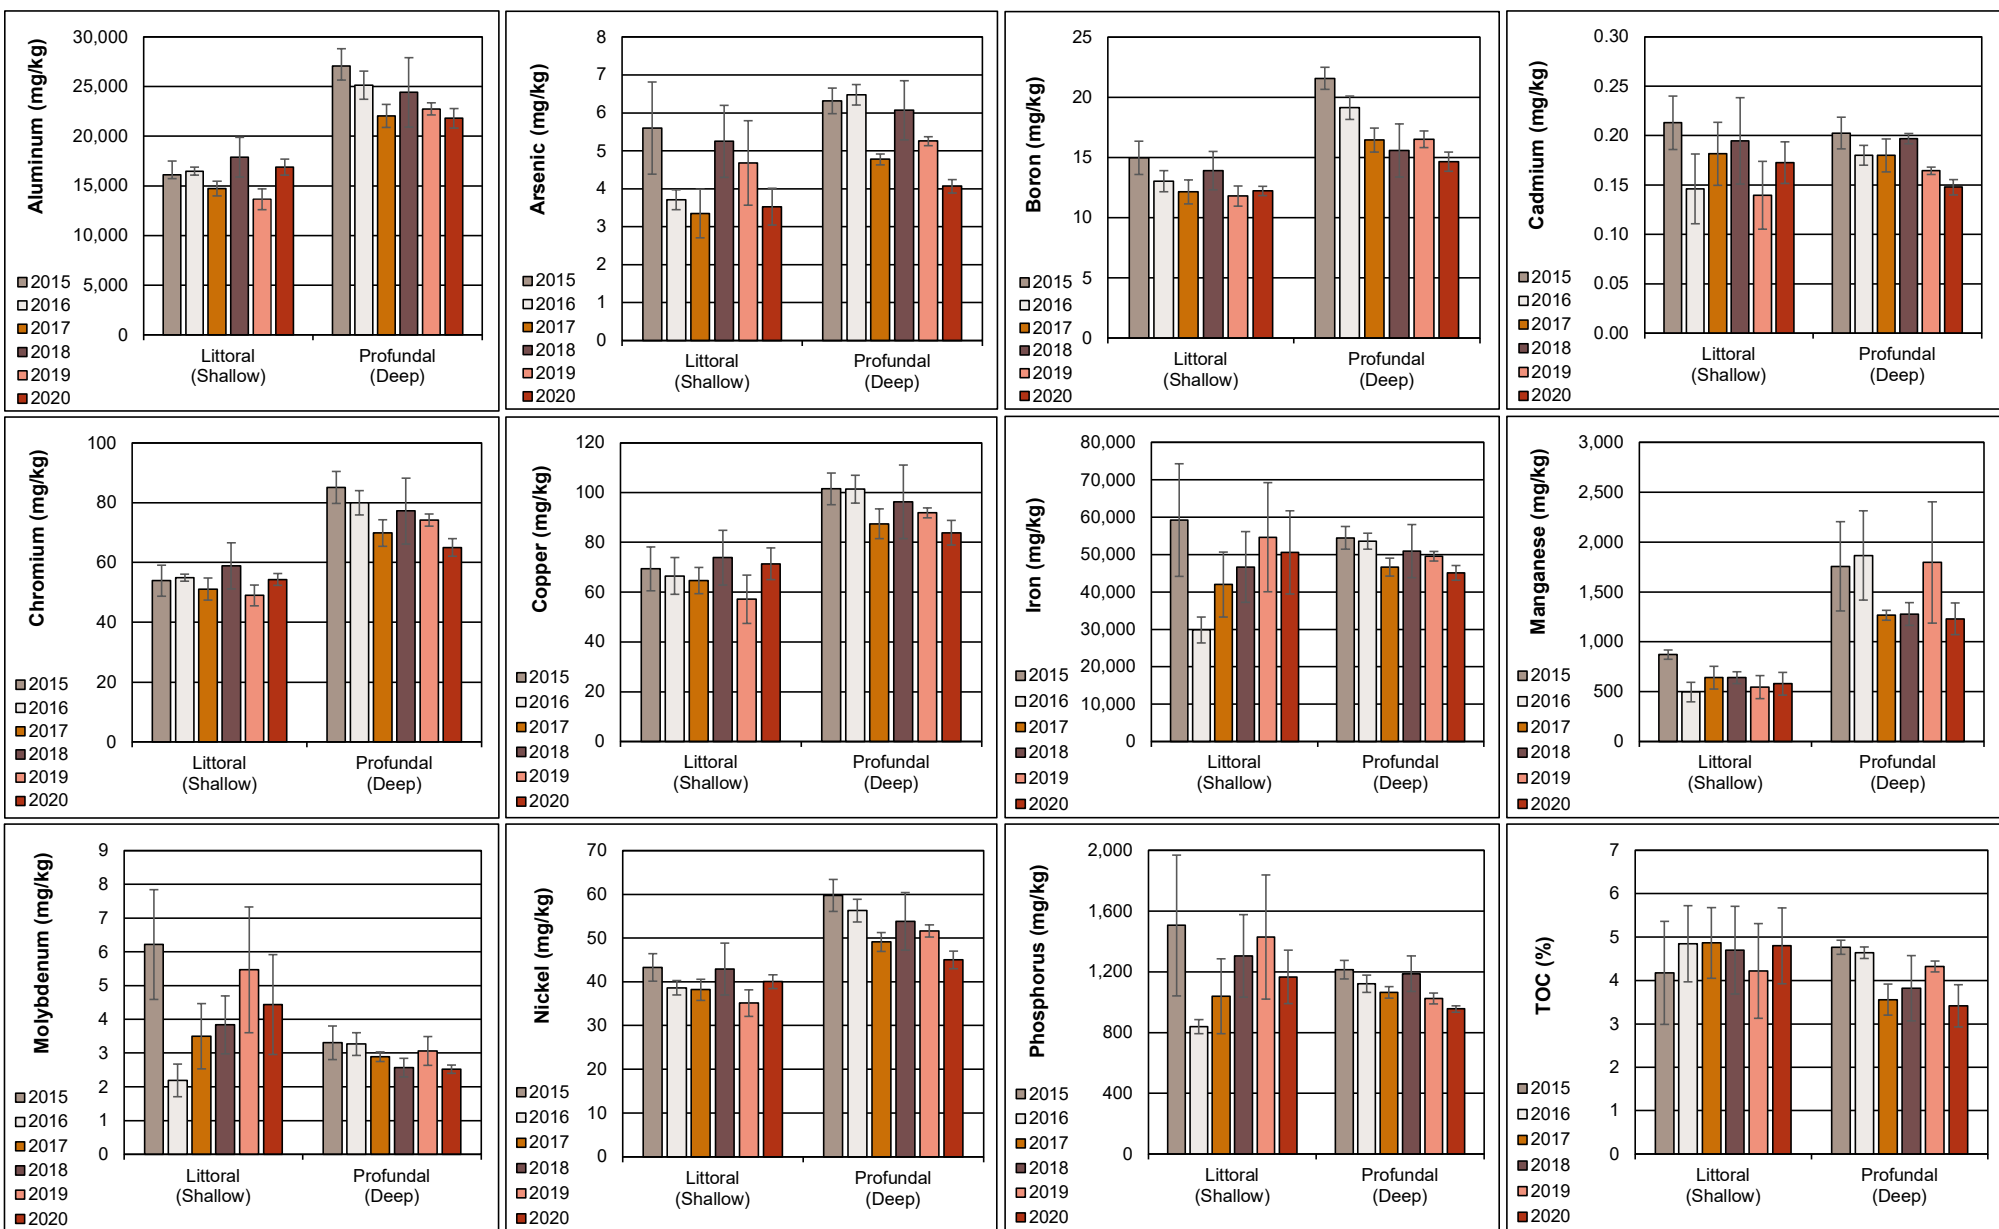 Aluminum (mg/kg)
30,000
25,000
20,000
15,000
10,000
5,000
0
2015
2016
2017
2018
2019
2020
Littoral
(Shallow)
Profundal
(Deep)
Arsenic (mg/kg)
8
7
6
5
4
3
2
1
0
2015
2016
2017
2018
2019
2020
Littoral
(Shallow)
Profundal
(Deep)
Boron (mg/kg)
25
20
15
10
5
0
2015
2016
2017
2018
2019
2020
Littoral
(Shallow)
Profundal
(Deep)
Cadmium (mg/kg)
0.30
0.25
0.20
0.15
0.10
0.05
0.00
2015
2016
2017
2018
2019
2020
Littoral
(Shallow)
Profundal
(Deep)
Chromium (mg/kg)
100
80
60
40
20
0
2015
2016
2017
2018
2019
2020
Littoral
(Shallow)
Profundal
(Deep)
Copper (mg/kg)
120
100
80
60
40
20
0
2015
2016
2017
2018
2019
2020
Littoral
(Shallow)
Profundal
(Deep)
Iron (mg/kg)
80,000
70,000
60,000
50,000
40,000
30,000
20,000
10,000
0
2015
2016
2017
2018
2019
2020
Littoral
(Shallow)
Profundal
(Deep)
Manganese (mg/kg)
3,000
2,500
2,000
1,500
1,000
500
0
2015
2016
2017
2018
2019
2020
Littoral
(Shallow)
Profundal
(Deep)
Molybdenum (mg/kg)
9
8
7
6
5
4
3
2
1
0
2015
2016
2017
2018
2019
2020
Littoral
(Shallow)
Profundal
(Deep)
Nickel (mg/kg)
70
60
50
40
30
20
10
0
2015
2016
2017
2018
2019
2020
Littoral
(Shallow)
Profundal
(Deep)
Phosphorus (mg/kg)
2,000
1,600
1,200
800
400
0
2015
2016
2017
2018
2019
2020
Littoral
(Shallow)
Profundal
(Deep)
TOC (%)
7
6
5
4
3
2
1
0
2015
2016
2017
2018
2019
2020
Littoral
(Shallow)
Profundal
(Deep)